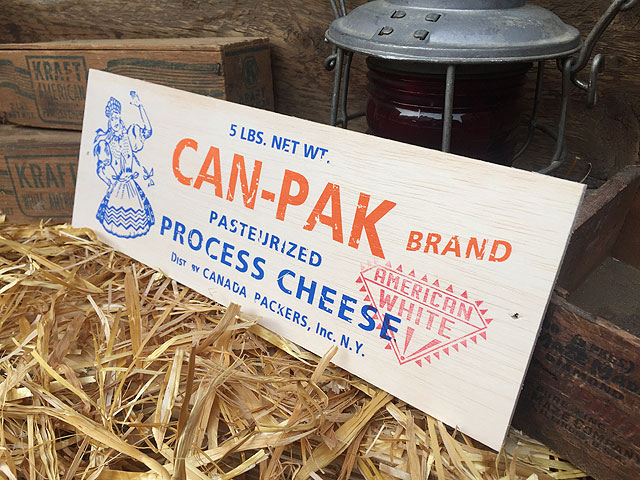 KRAFT
AMERICAN
KRAFT
5 LBS. NET WT.
CAN-PAK BRAND
PASTEURIZED
PROCESS CHEESE
DIST BY CANADA PACKERS, Inc. N.Y.
AMERICAN
WHITE